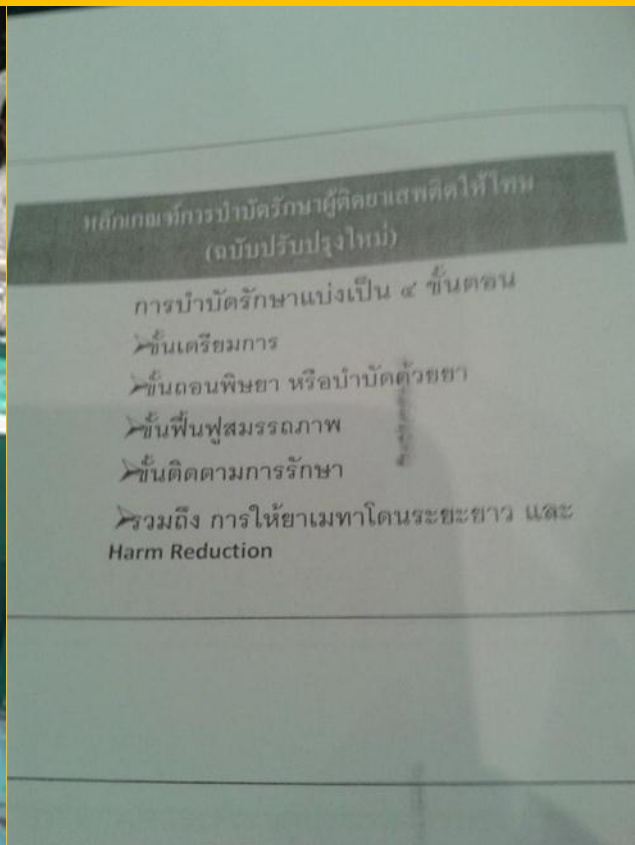 หลักเกณฑ์การบำบัดรักษาผู้ติดยาเสพติดให้โทษ
(ฉบับปรับปรุงใหม่)
การบำบัดรักษาแบ่งเป็น ๔ ขั้นตอน
➢ขั้นเตรียมการ
➢ขั้นถอนพิษยา หรือบำบัดด้วยยา
➢ขั้นฟื้นฟูสมรรถภาพ
➢ขั้นติดตามการรักษา
➢รวมถึง การให้ยาเมทาโดนระยะยาว และ
Harm Reduction